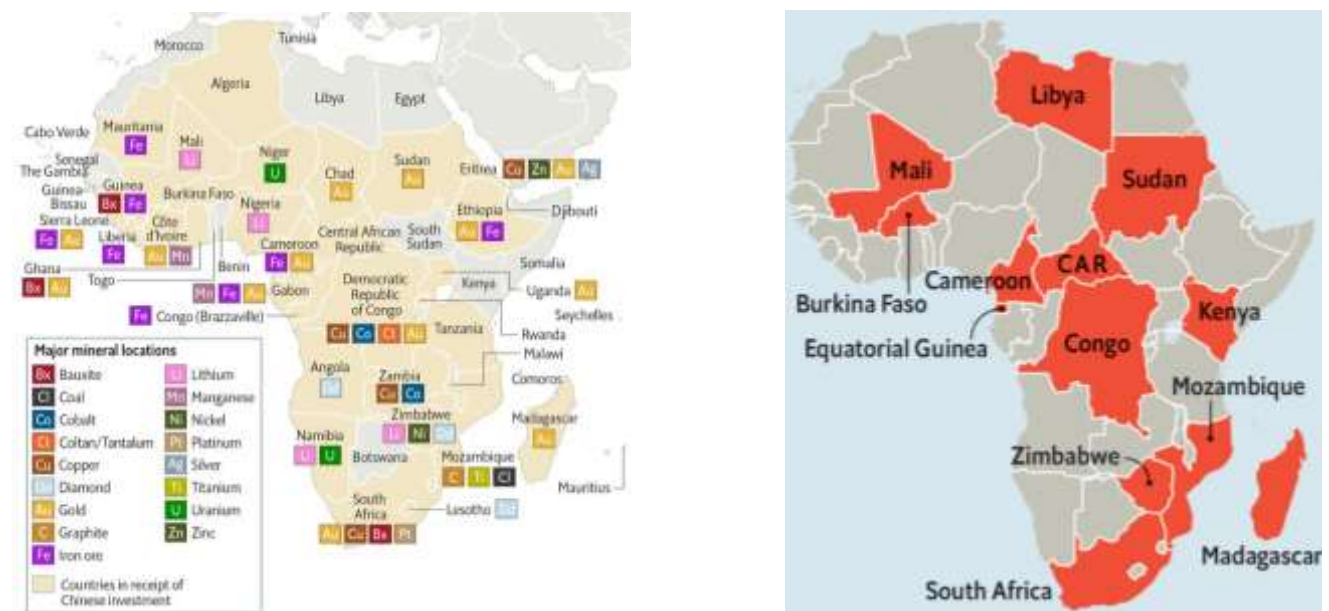 Morocco
Tunisia
Algeria
Libya
Egypt
Cabo Verde
Mauritania
Fe
Mali
Li
Niger
U
Chad
Au
Sudan
Au
Eritrea
Cu Zn Au Ag
Senegal
The Gambia
Guinea
Bissau
Guinea
Bx Fe
Burkina Faso
Nigeria
Li
Ethiopia
Au Fe
Djibouti
Sierra Leone
Fe Au
Liberia
Fe
Côte
d'Ivoire
Au Mn
Central African
Republic
South
Sudan
Cameroon
Fe Au
Somalia
Ghana
Bx Au
Togo
Benin
Mn Fe Au
Gabon
Democratic
Republic
of Congo
Cu Co Au
Kenya
Uganda Au
Seychelles
Fe Congo (Brazzaville)
Tanzania
Rwanda
Malawi
Angola
Zambia
Cu Co
Comoros
Zimbabwe
Li Ni
Madagascar
Au
Namibia
Li U
Botswana
Mozambique
C Ti Cl
Mauritius
South
Africa
Au Cu Bx Pt
Lesotho
Major mineral locations
Bx Bauxite
Cl Coal
Co Cobalt
Coltan/Tantalum
Cu Copper
Diamond
Au Gold
C Graphite
Fe Iron ore
Li Lithium
Mn Manganese
Ni Nickel
Pt Platinum
Ag Silver
Ti Titanium
U Uranium
Zn Zinc
Countries in receipt of
Chinese investment
Libya
Mali
Sudan
Cameroon
CAR
Burkina Faso
Kenya
Equatorial Guinea
Congo
Mozambique
Zimbabwe
Madagascar
South Africa